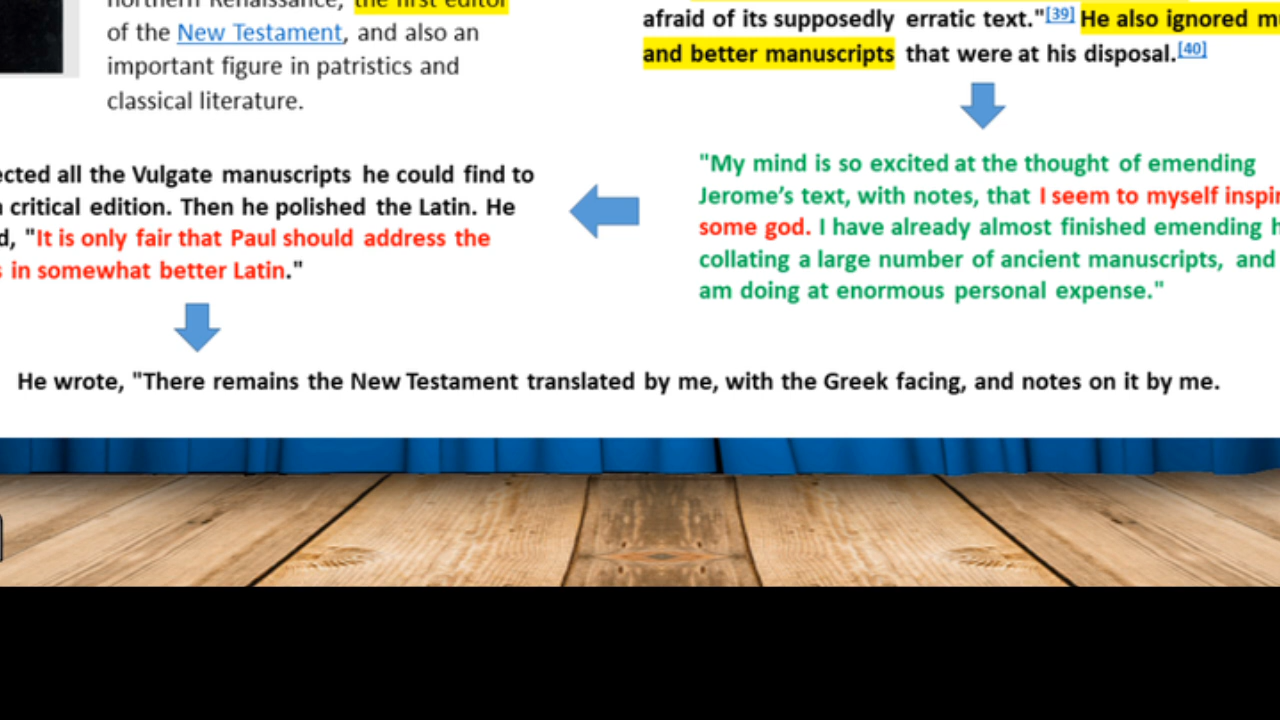 northern Renaissance, the first editor
of the New Testament, and also an
important figure in patristics and
classical literature.
afraid of its supposedly erratic text."[39] He also ignored
and better manuscripts that were at his disposal.[40]
"My mind is so excited at the thought of emending
Jerome's text, with notes, that I seem to myself
some god. I have already almost finished emending
collating a large number of ancient manuscripts, and
am doing at enormous personal expense."
all the Vulgate manuscripts he could find to
critical edition. Then he polished the Latin. He
"It is only fair that Paul should address the
in somewhat better Latin."
He wrote, "There remains the New Testament translated by me, with the Greek facing, and notes on it by me.